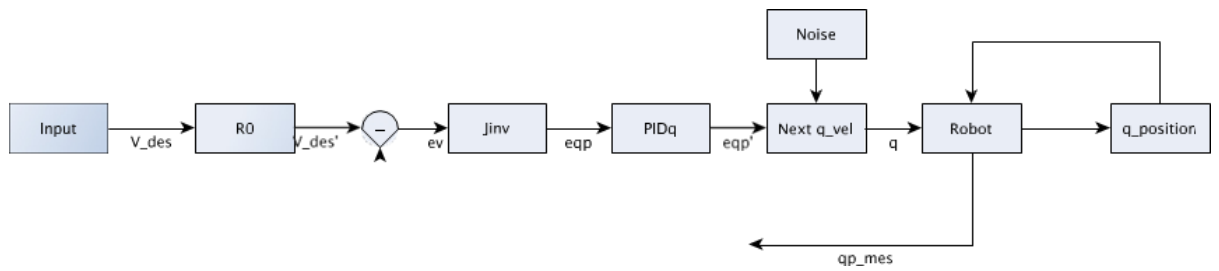 Noise
Input
R0
–
Jinv
PIDq
Next q_vel
Robot
q_position
V_des
V_des'
ev
eqp
eqp'
q
qp_mes